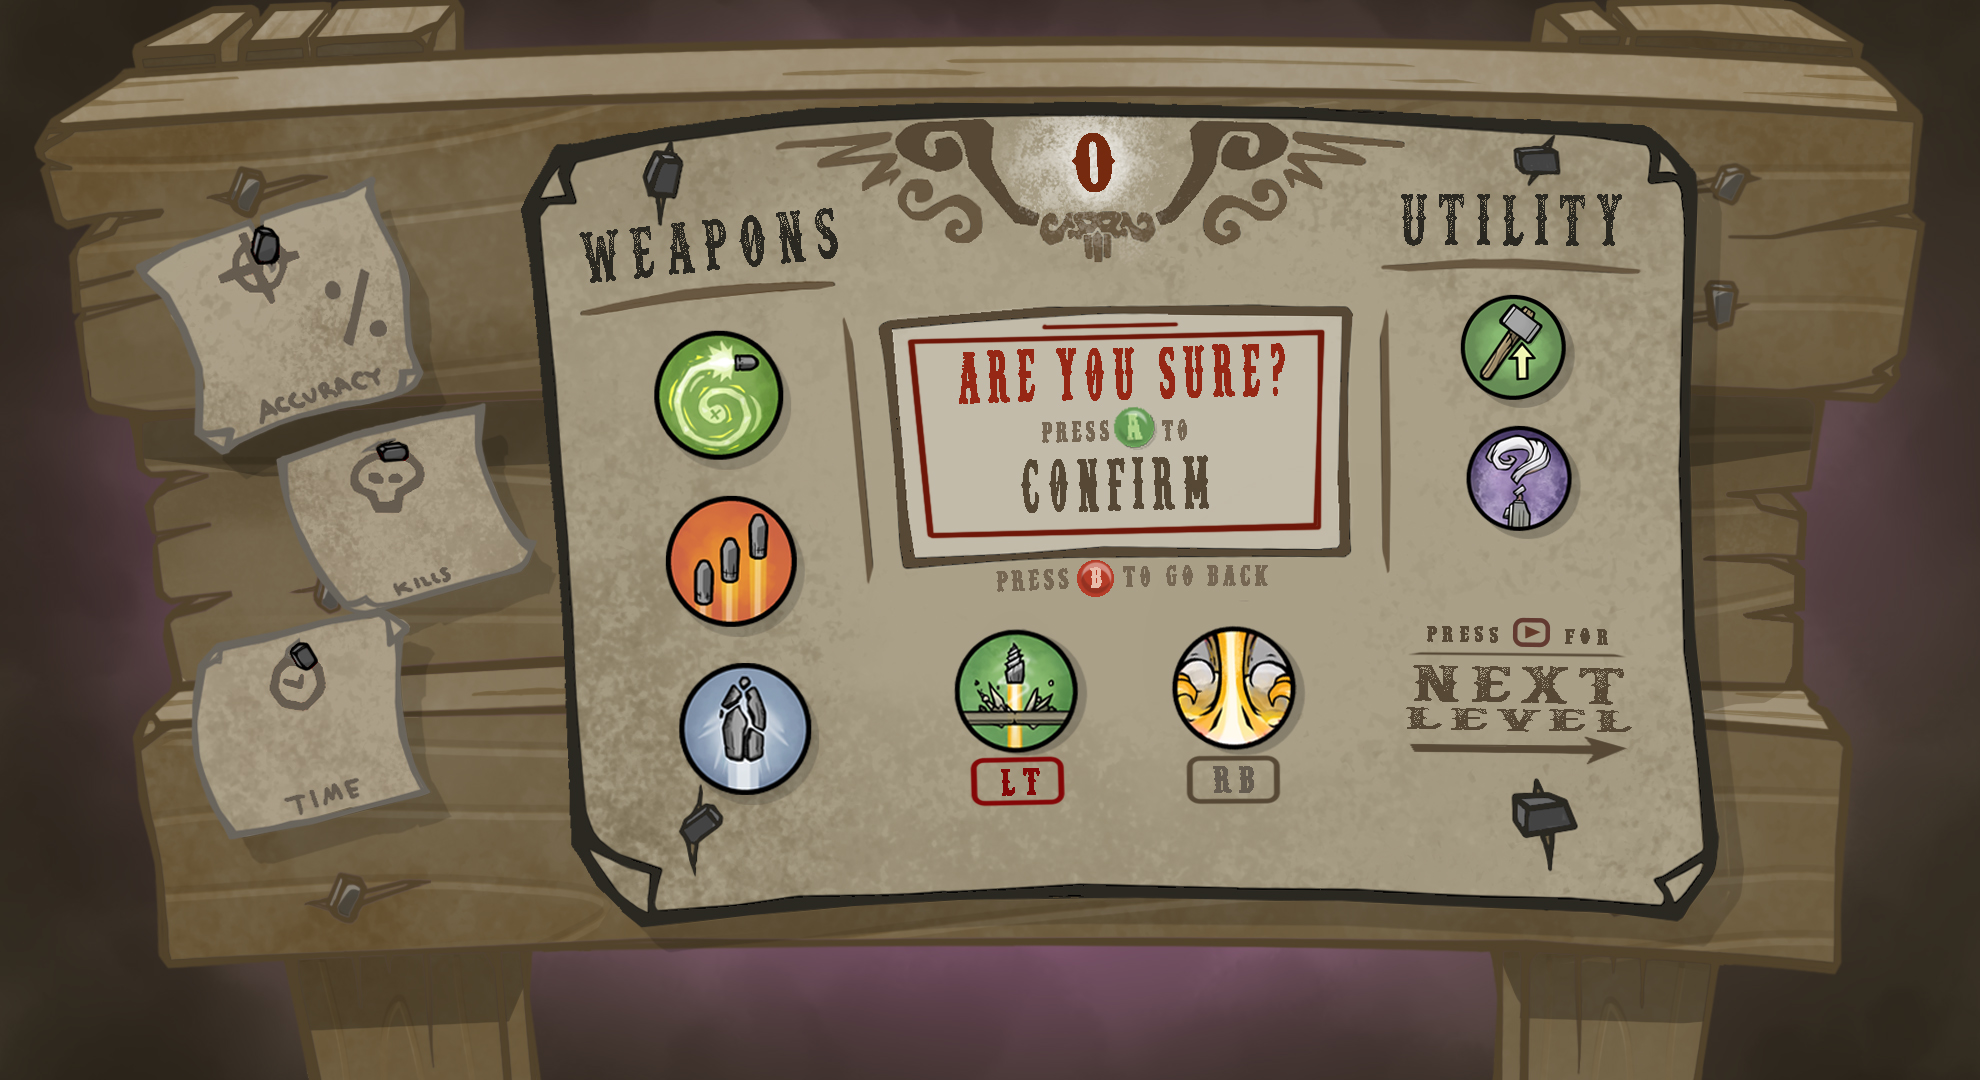 0
WEAPONS
UTILITY
%
ACCURACY
KILLS
TIME
ARE YOU SURE?
PRESS A TO
CONFIRM
PRESS B TO GO BACK
LT
RB
PRESS FOR
NEXT
LEVEL